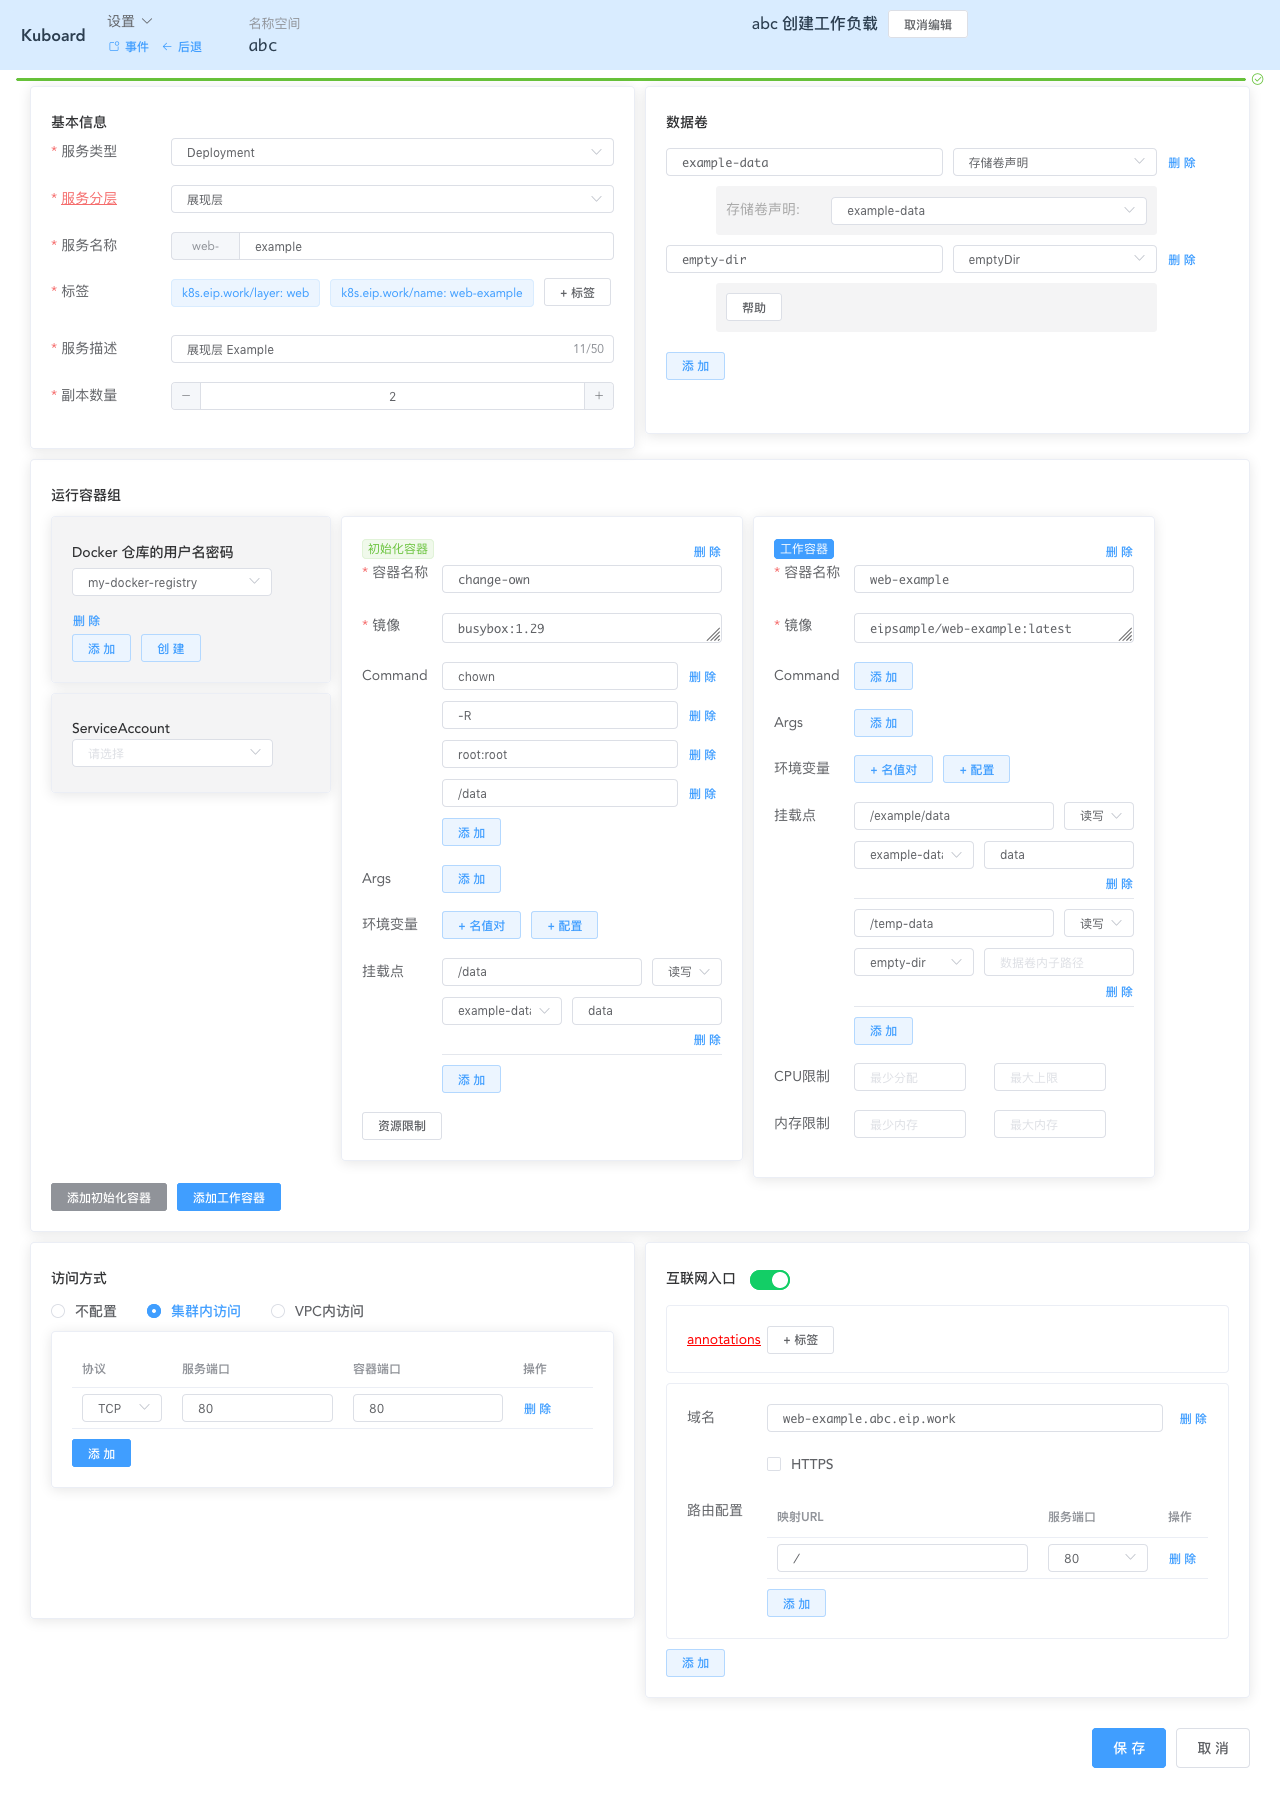 Kuboard
设置
事件 后退
名称空间
abc
abc 创建工作负载 取消编辑
基本信息
* 服务类型 Deployment
* 服务分层 展现层
* 服务名称 web- example
* 标签 k8s.eip.work/layer: web k8s.eip.work/name: web-example + 标签
* 服务描述 展现层 Example 11/50
* 副本数量 − 2 +
数据卷
example-data 存储卷声明 删 除
存储卷声明: example-data
empty-dir emptyDir 删 除
帮助
添 加
运行容器组
Docker 仓库的用户名密码
my-docker-registry
删 除
添 加 创 建
ServiceAccount
请选择
初始化容器 删 除
* 容器名称 change-own
* 镜像 busybox:1.29
Command chown 删 除
-R 删 除
root:root 删 除
/data 删 除
添 加
Args 添 加
环境变量 + 名值对 + 配置
挂载点 /data 读写
example-data data
删 除
添 加
资源限制
工作容器 删 除
* 容器名称 web-example
* 镜像 eipsample/web-example:latest
Command 添 加
Args 添 加
环境变量 + 名值对 + 配置
挂载点 /example/data 读写
example-data data
删 除
/temp-data 读写
empty-dir 数据卷内子路径
删 除
添 加
CPU限制 最少分配 最大上限
内存限制 最少内存 最大内存
添加初始化容器 添加工作容器
访问方式
不配置 集群内访问 VPC内访问
协议 服务端口 容器端口 操作
TCP 80 80 删 除
添 加
互联网入口
annotations + 标签
域名 web-example.abc.eip.work 删 除
HTTPS
路由配置 映射URL 服务端口 操作
/ 80 删 除
添 加
添 加
保 存 取 消